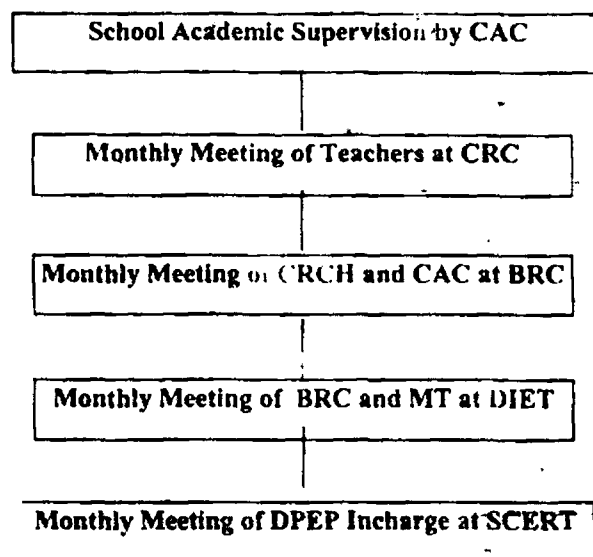 School Academic Supervision by CAC
Monthly Meeting of Teachers at CRC
Monthly Meeting of CRCH and CAC at BRC
Monthly Meeting of BRC and MT at DIET
Monthly Meeting of DPEP Incharge at SCERT